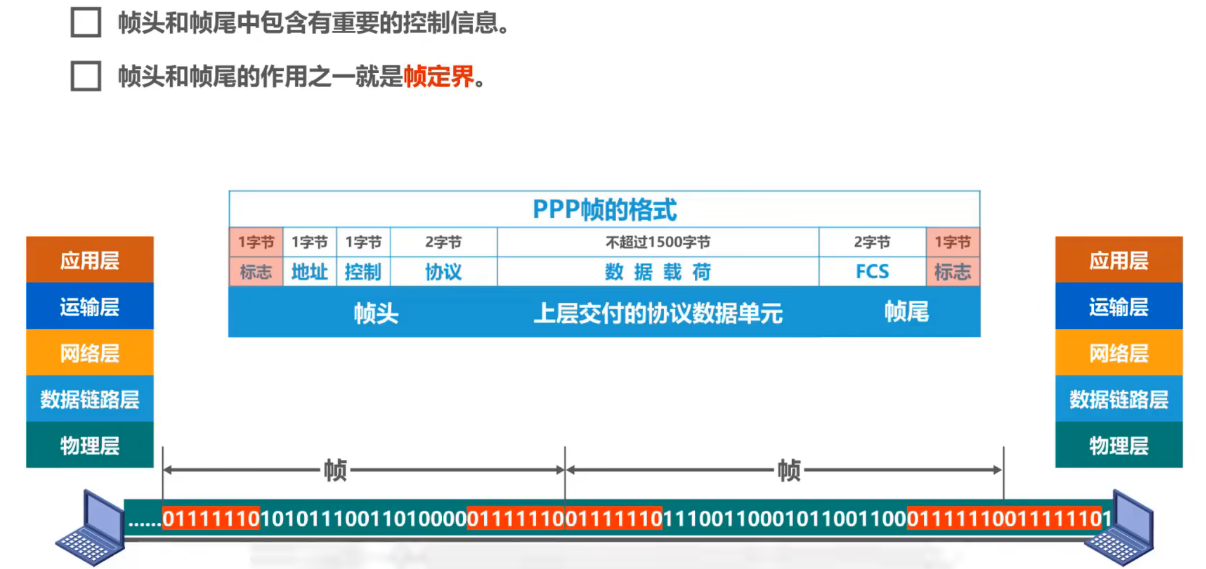 帧头和帧尾中包含有重要的控制信息。
帧头和帧尾的作用之一就是帧定界。
PPP帧的格式
1字节 1字节 1字节 2字节 不超过1500字节 2字节 1字节
标志 地址 控制 协议 数据载荷 FCS 标志
帧头 上层交付的协议数据单元 帧尾
应用层
运输层
网络层
数据链路层
物理层
应用层
运输层
网络层
数据链路层
物理层
帧 帧
......011111101010111001101000001111110011111101110011000101100110001111110011111101